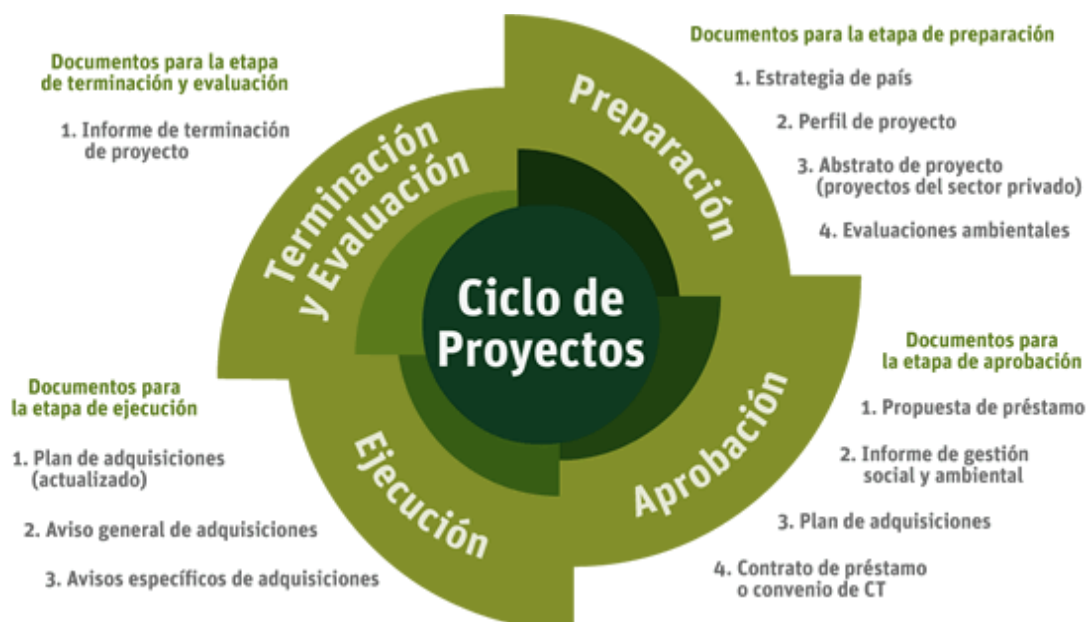 Documentos para la etapa
de terminación y evaluación
1. Informe de terminación
de proyecto
Documentos para la etapa de preparación
1. Estrategia de país
2. Perfil de proyecto
3. Abstrato de proyecto
(proyectos del sector privado)
4. Evaluaciones ambientales
Preparación
Terminación
y Evaluación
Ciclo de
Proyectos
Aprobación
Ejecución
Documentos para
la etapa de aprobación
1. Propuesta de préstamo
2. Informe de gestión
social y ambiental
3. Plan de adquisiciones
4. Contrato de préstamo
o convenio de CT
Documentos para
la etapa de ejecución
1. Plan de adquisiciones
(actualizado)
2. Aviso general de adquisiciones
3. Avisos específicos de adquisiciones